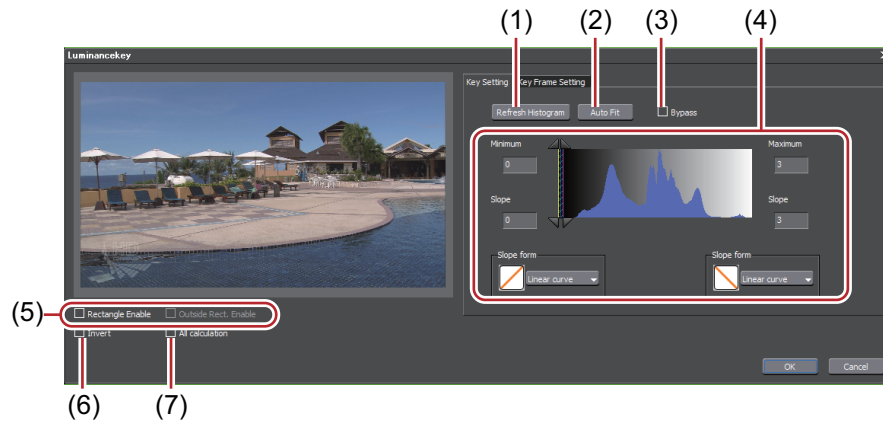 (1) (2) (3) (4)
Luminancekey
Key Setting Key Frame Setting
Refresh Histogram Auto Fit Bypass
Minimum Maximum
0 3
Slope Slope
0 3
Slope form Slope form
Linear curve Linear curve
(5) Rectangle Enable Outside Rect. Enable
Invert All calculation
OK Cancel
(6) (7)